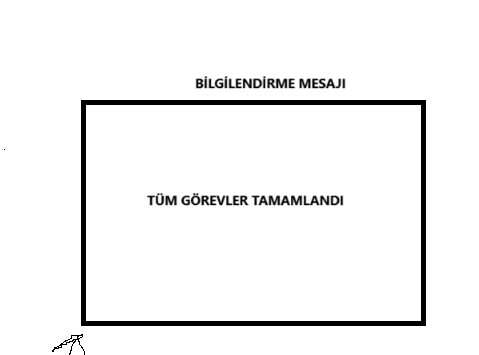 BİLGİLENDİRME MESAJI
TÜM GÖREVLER TAMAMLANDI